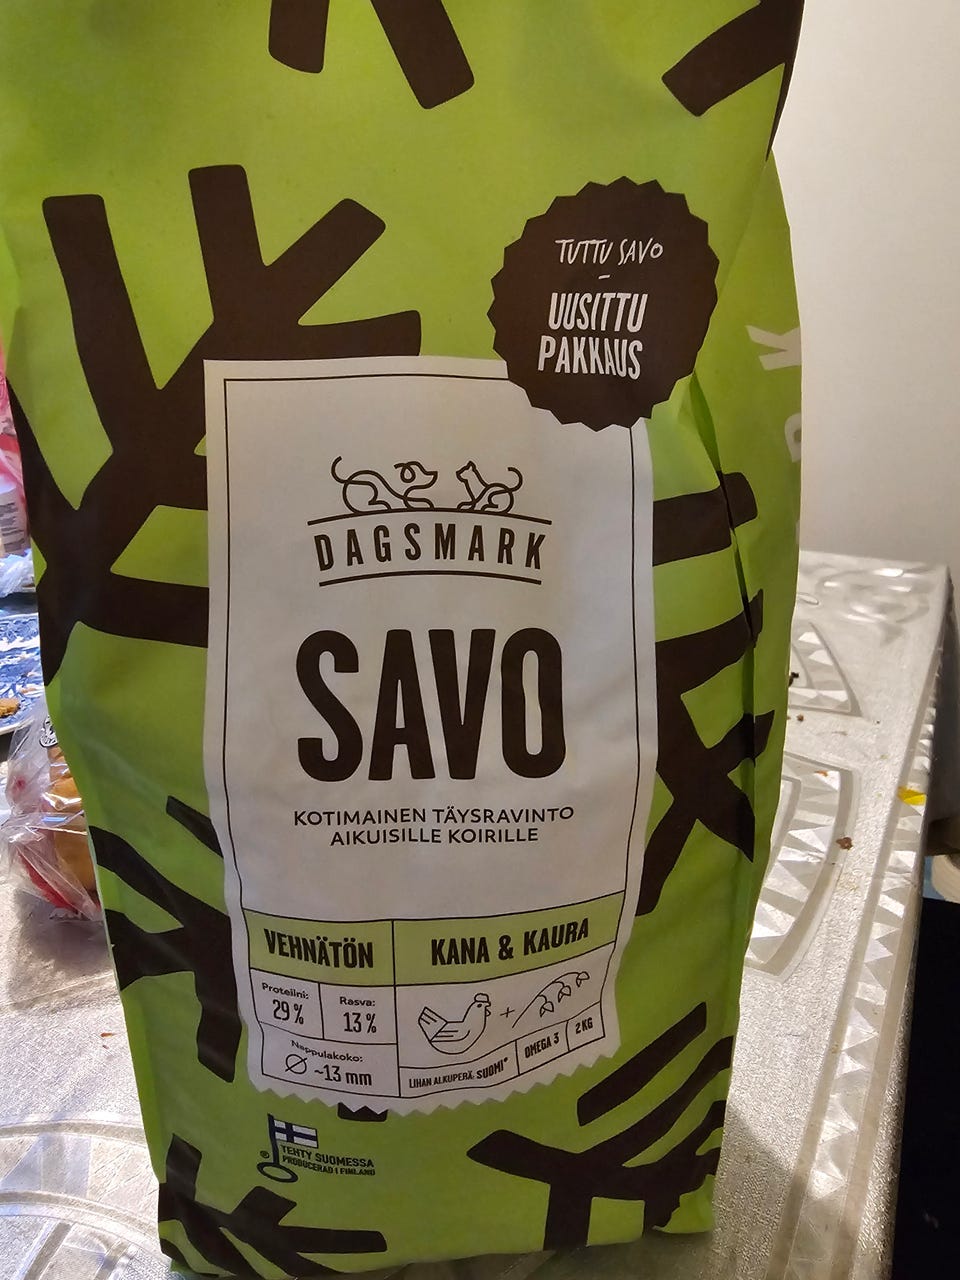 TUTTU SAVO
-
UUSITTU
PAKKAUS
DAGSMARK
SAVO
KOTIMAINEN TÄYSRAVINTO
AIKUISILLE KOIRILLE
VEHNÄTÖN
KANA & KAURA
Proteiini:
29 %
Rasva:
13 %
Nappulakoko:
Ø ~13 mm
+
LIHAN ALKUPERÄ: SUOMI*
OMEGA 3
2 KG
® TEHTY SUOMESSA
PRODUCERAD I FINLAND